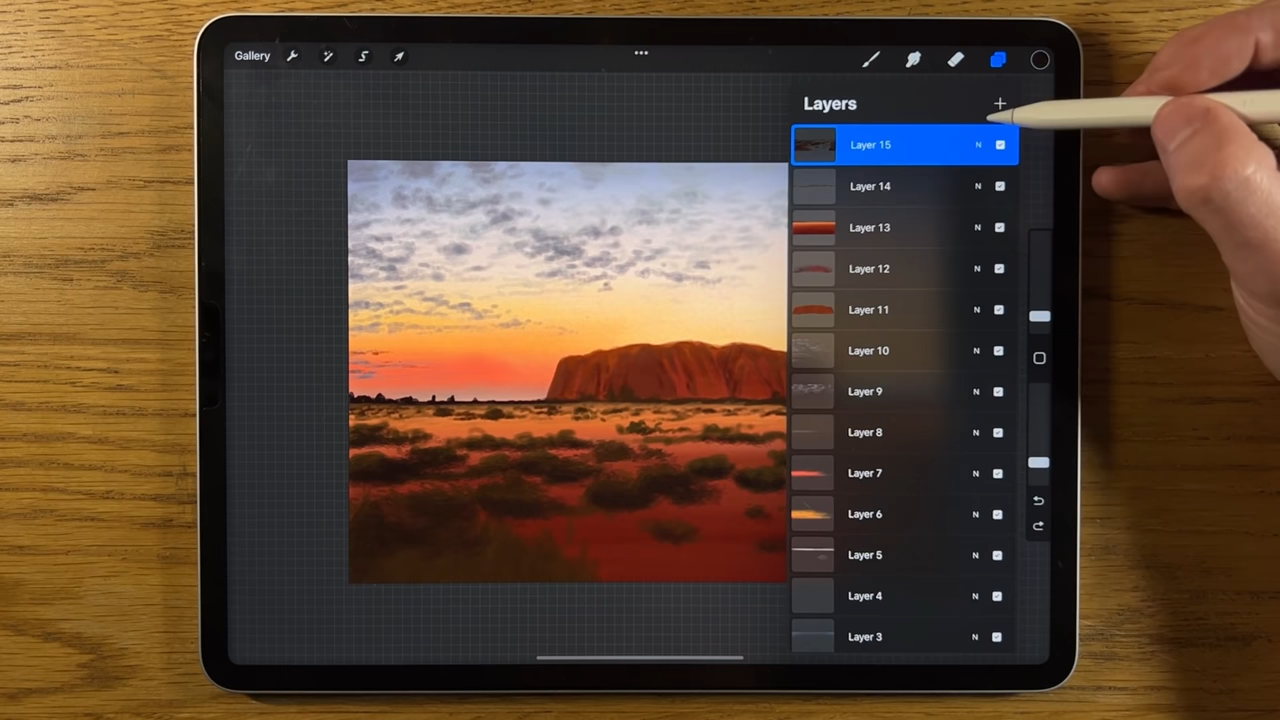 Gallery
Layers
Layer 15 N
Layer 14 N
Layer 13 N
Layer 12 N
Layer 11 N
Layer 10 N
Layer 9 N
Layer 8 N
Layer 7 N
Layer 6 N
Layer 5 N
Layer 4 N
Layer 3 N